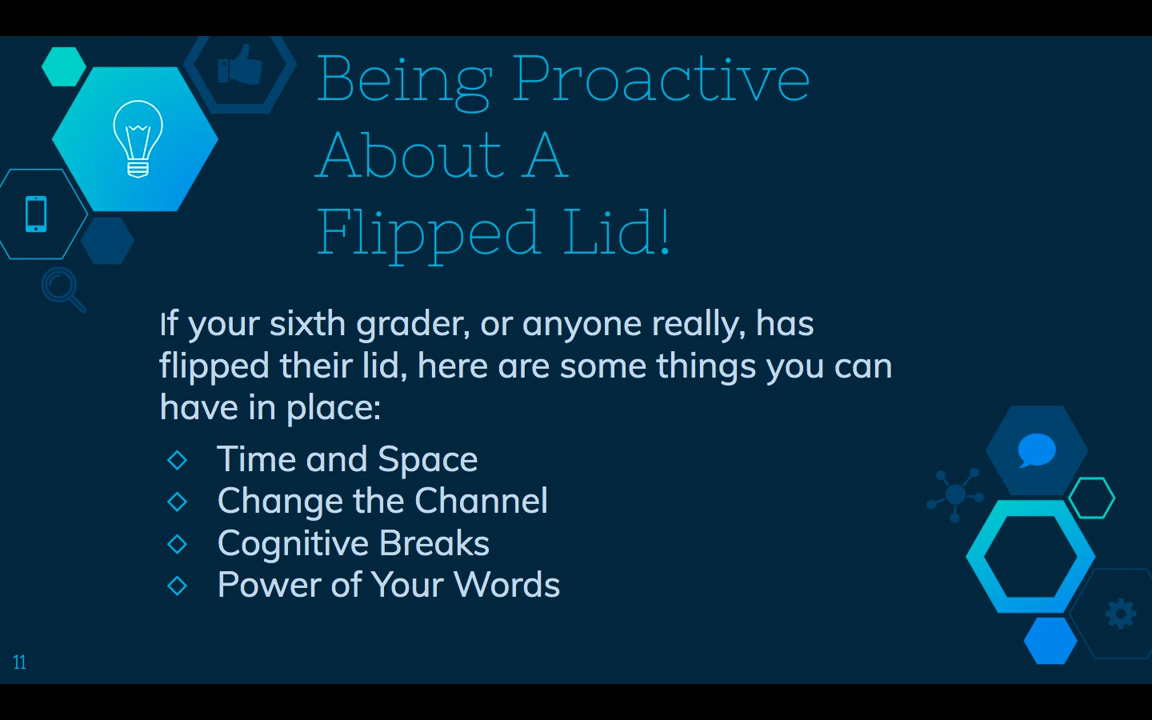 Being Proactive
About A
Flipped Lid!
If your sixth grader, or anyone really, has
flipped their lid, here are some things you can
have in place:
Time and Space
Change the Channel
Cognitive Breaks
Power of Your Words
11